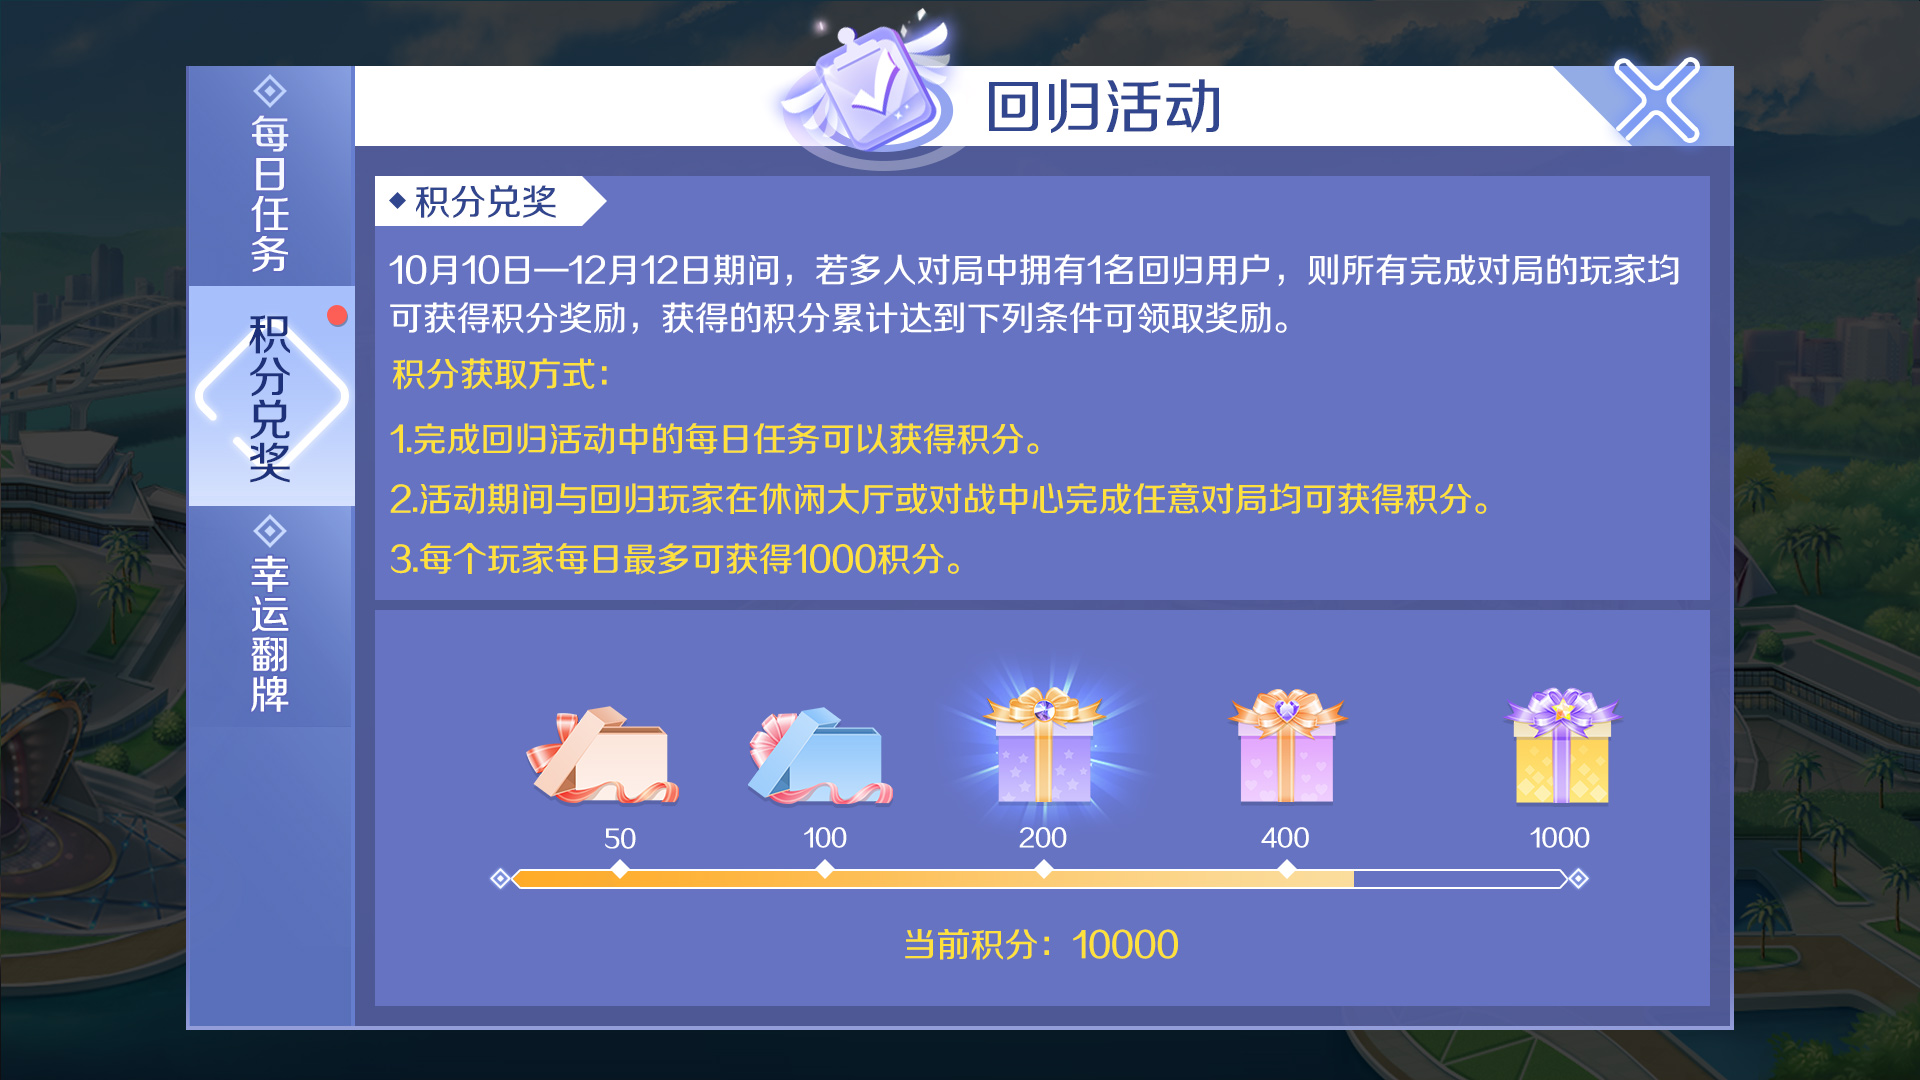 回归活动
每日任务
积分兑奖
幸运翻牌
积分兑奖
10月10日—12月12日期间，若多人对局中拥有1名回归用户，则所有完成对局的玩家均
可获得积分奖励，获得的积分累计达到下列条件可领取奖励。
积分获取方式：
1.完成回归活动中的每日任务可以获得积分。
2.活动期间与回归玩家在休闲大厅或对战中心完成任意对局均可获得积分。
3.每个玩家每日最多可获得1000积分。
50 100 200 400 1000
当前积分：10000